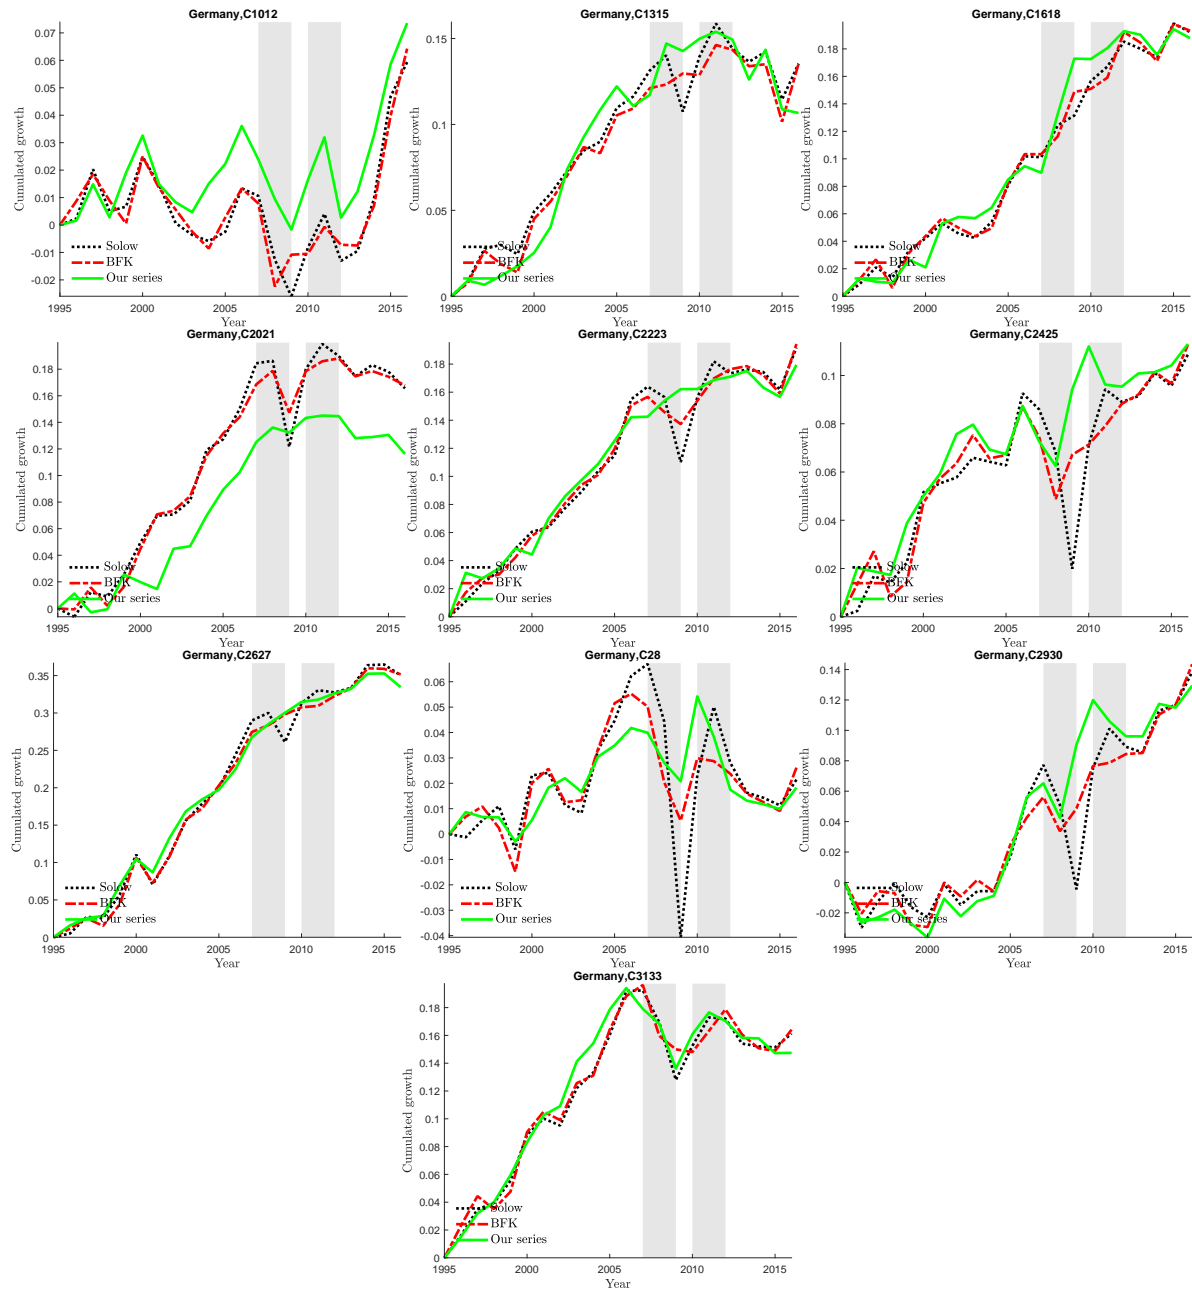 Germany,C1012
Cumulated growth
0.07
0.06
0.05
0.04
0.03
0.02
0.01
0
-0.01
-0.02
Solow
BFK
Our series
1995 2000 2005 2010 2015
Year
Germany,C1315
Cumulated growth
0.15
0.1
0.05
0
Solow
BFK
Our series
1995 2000 2005 2010 2015
Year
Germany,C1618
Cumulated growth
0.18
0.16
0.14
0.12
0.1
0.08
0.06
0.04
0.02
0
Solow
BFK
Our series
1995 2000 2005 2010 2015
Year
Germany,C2021
Cumulated growth
0.18
0.16
0.14
0.12
0.1
0.08
0.06
0.04
0.02
0
Solow
BFK
Our series
1995 2000 2005 2010 2015
Year
Germany,C2223
Cumulated growth
0.18
0.16
0.14
0.12
0.1
0.08
0.06
0.04
0.02
0
Solow
BFK
Our series
1995 2000 2005 2010 2015
Year
Germany,C2425
Cumulated growth
0.1
0.08
0.06
0.04
0.02
0
Solow
BFK
Our series
1995 2000 2005 2010 2015
Year
Germany,C2627
Cumulated growth
0.35
0.3
0.25
0.2
0.15
0.1
0.05
0
Solow
BFK
Our series
1995 2000 2005 2010 2015
Year
Germany,C28
Cumulated growth
0.06
0.05
0.04
0.03
0.02
0.01
0
-0.01
-0.02
-0.03
-0.04
Solow
BFK
Our series
1995 2000 2005 2010 2015
Year
Germany,C2930
Cumulated growth
0.14
0.12
0.1
0.08
0.06
0.04
0.02
0
-0.02
Solow
BFK
Our series
1995 2000 2005 2010 2015
Year
Germany,C3133
Cumulated growth
0.18
0.16
0.14
0.12
0.1
0.08
0.06
0.04
0.02
0
Solow
BFK
Our series
1995 2000 2005 2010 2015
Year